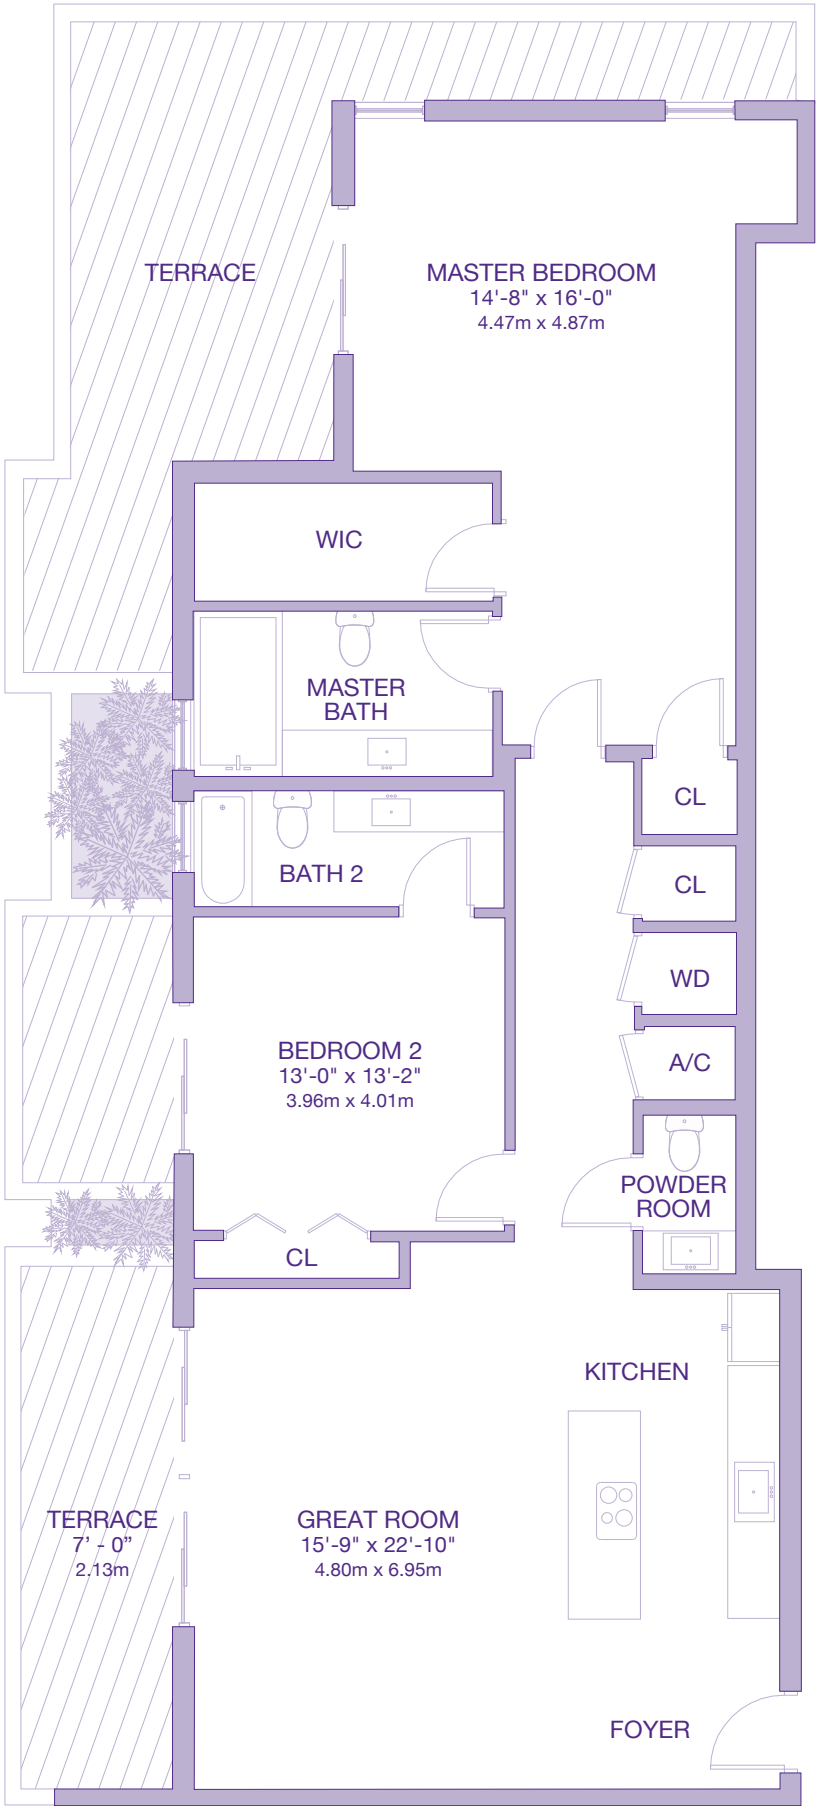 TERRACE
MASTER BEDROOM
14'-8" x 16'-0"
4.47m x 4.87m
WIC
MASTER
BATH
CL
BATH 2
CL
WD
BEDROOM 2
13'-0" x 13'-2"
3.96m x 4.01m
A/C
POWDER
ROOM
CL
KITCHEN
TERRACE
7’ - 0”
2.13m
GREAT ROOM
15'-9" x 22'-10"
4.80m x 6.95m
FOYER